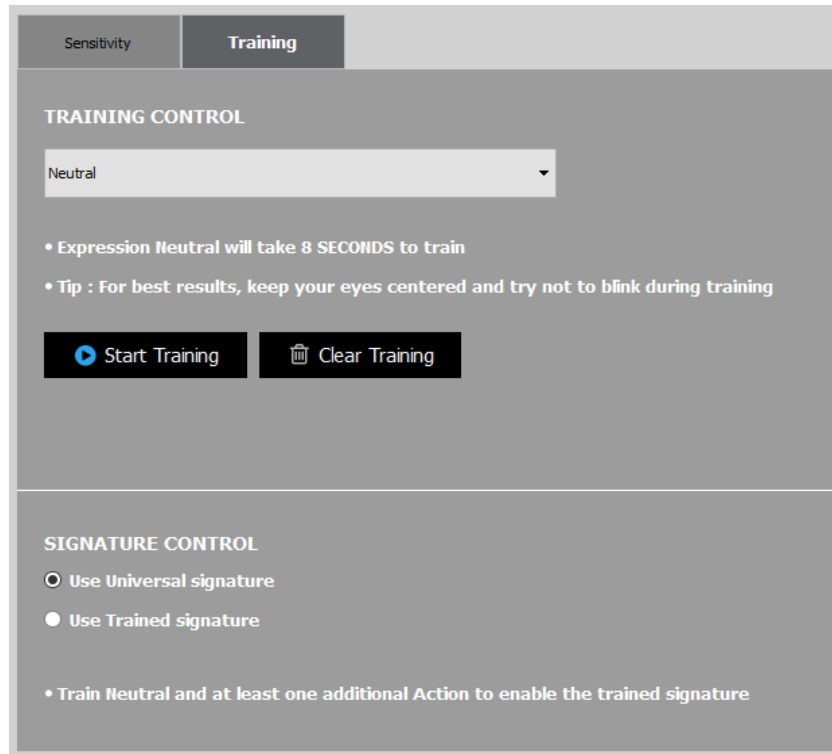 Sensitivity
Training
TRAINING CONTROL
Neutral
• Expression Neutral will take 8 SECONDS to train
• Tip : For best results, keep your eyes centered and try not to blink during training
Start Training
Clear Training
SIGNATURE CONTROL
Use Universal signature
Use Trained signature
• Train Neutral and at least one additional Action to enable the trained signature